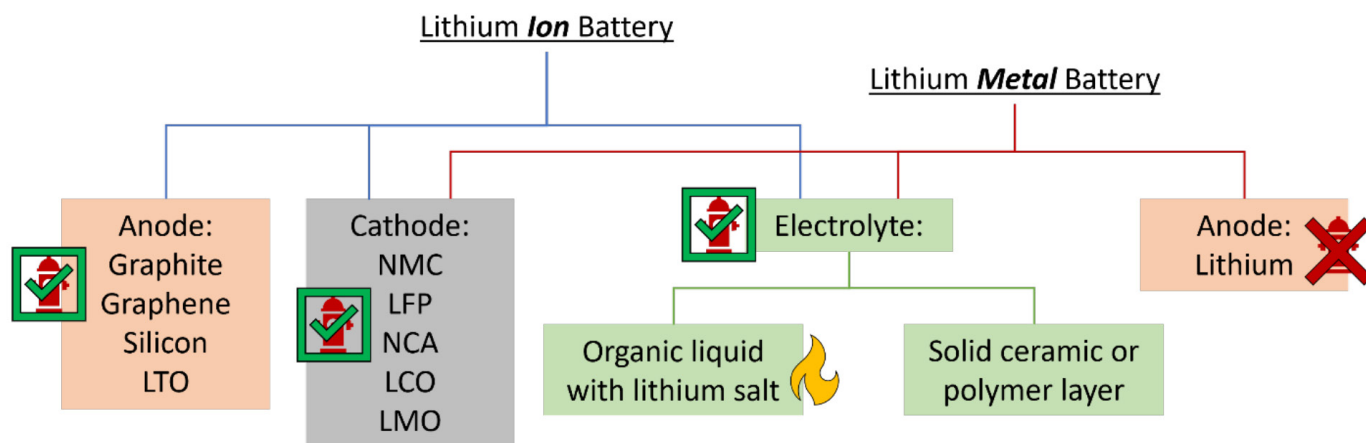 Lithium Ion Battery
Lithium Metal Battery
Anode:
Graphite
Graphene
Silicon
LTO
Cathode:
NMC
LFP
NCA
LCO
LMO
Electrolyte:
Organic liquid
with lithium salt
Solid ceramic or
polymer layer
Anode:
Lithium